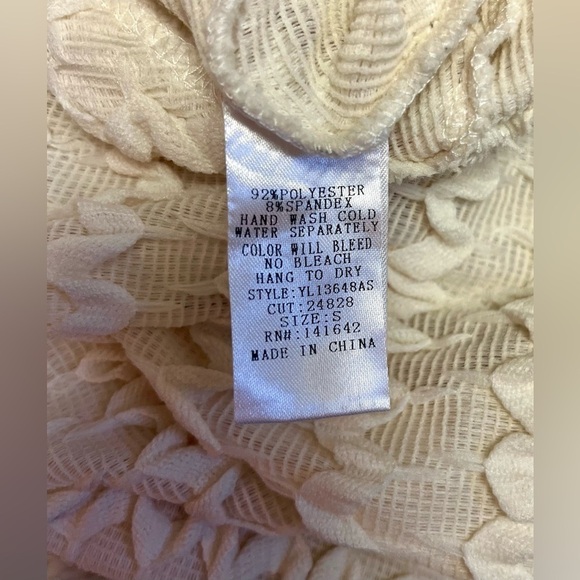 92%POLYESTER
8%SPANDEX
HAND WASH COLD
WATER SEPARATELY
COLOR WILL BLEED
NO BLEACH
HANG TO DRY
STYLE:YL13648AS
CUT:24828
SIZE:S
RN#:141642
MADE IN CHINA